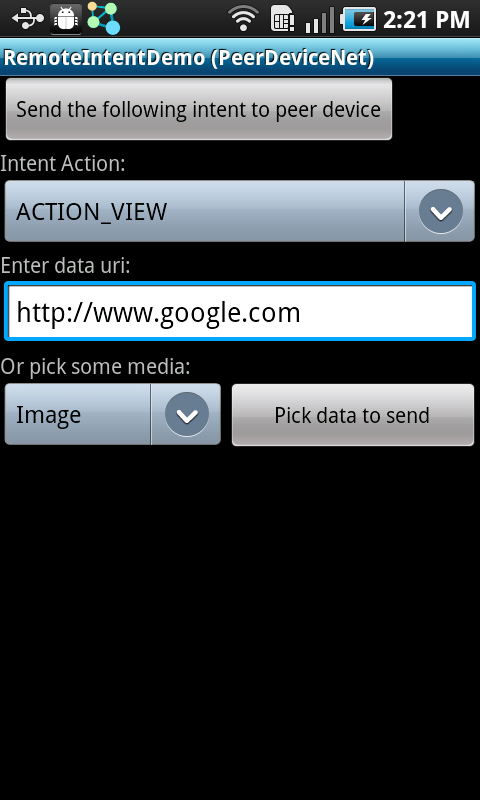 2:21 PM
RemoteIntentDemo (PeerDeviceNet)
Send the following intent to peer device
Intent Action:
ACTION_VIEW
Enter data uri:
http://www.google.com
Or pick some media:
Image Pick data to send